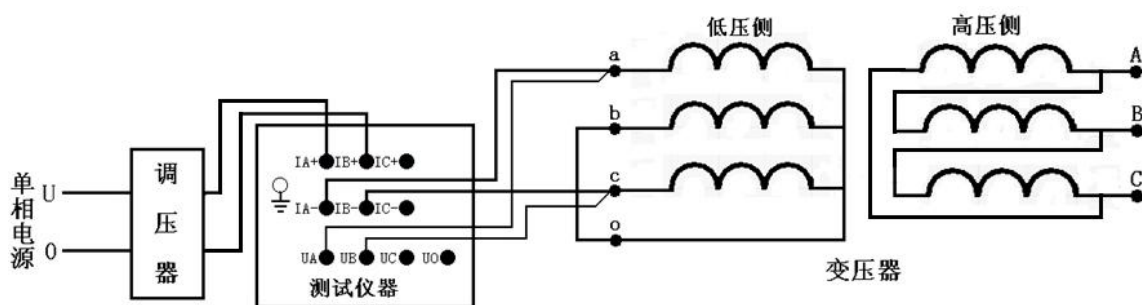 单相电源
U
0
调压器
IA+ IB+ IC+
IA- IB- IC-
UA UB UC UO
测试仪器
低压侧
a
b
c
o
高压侧
A
B
C
变压器